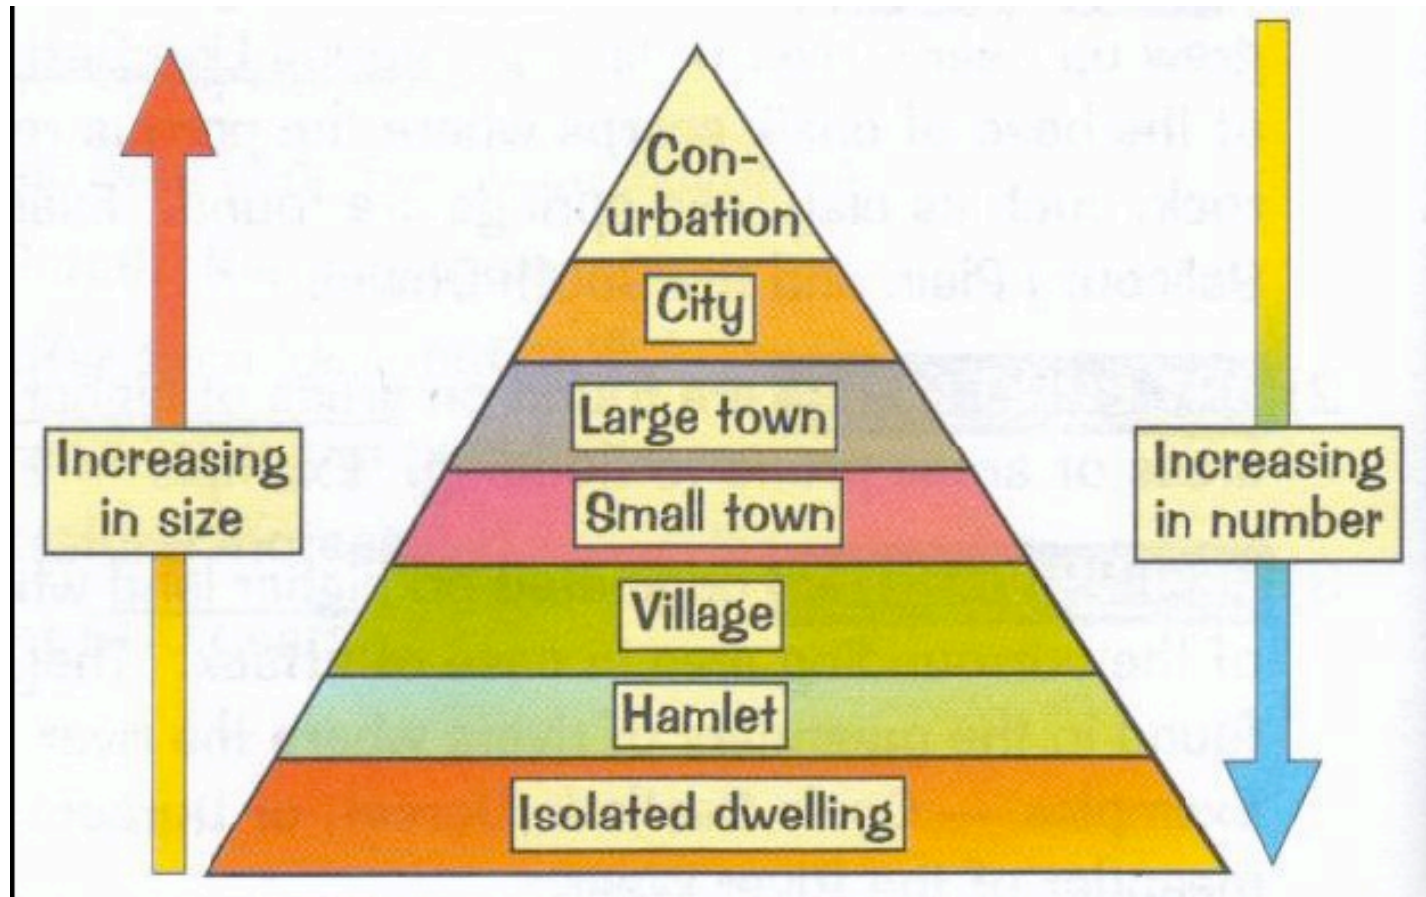 Con-
urbation
City
Large town
Increasing
in size
Small town
Increasing
in number
Village
Hamlet
Isolated dwelling